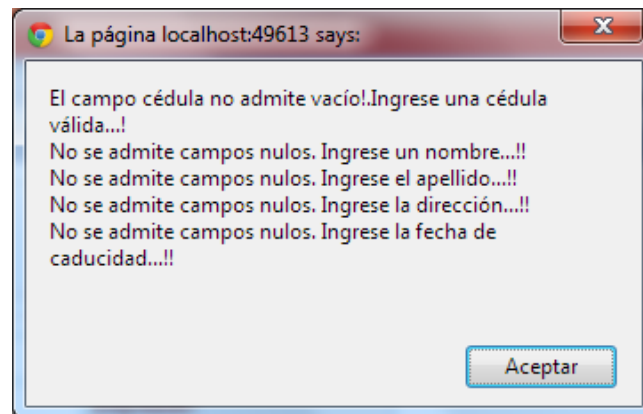 La página localhost:49613 says:
El campo cédula no admite vacío!.Ingrese una cédula
válida...!
No se admite campos nulos. Ingrese un nombre...!!
No se admite campos nulos. Ingrese el apellido...!!
No se admite campos nulos. Ingrese la dirección...!!
No se admite campos nulos. Ingrese la fecha de
caducidad...!!
Aceptar